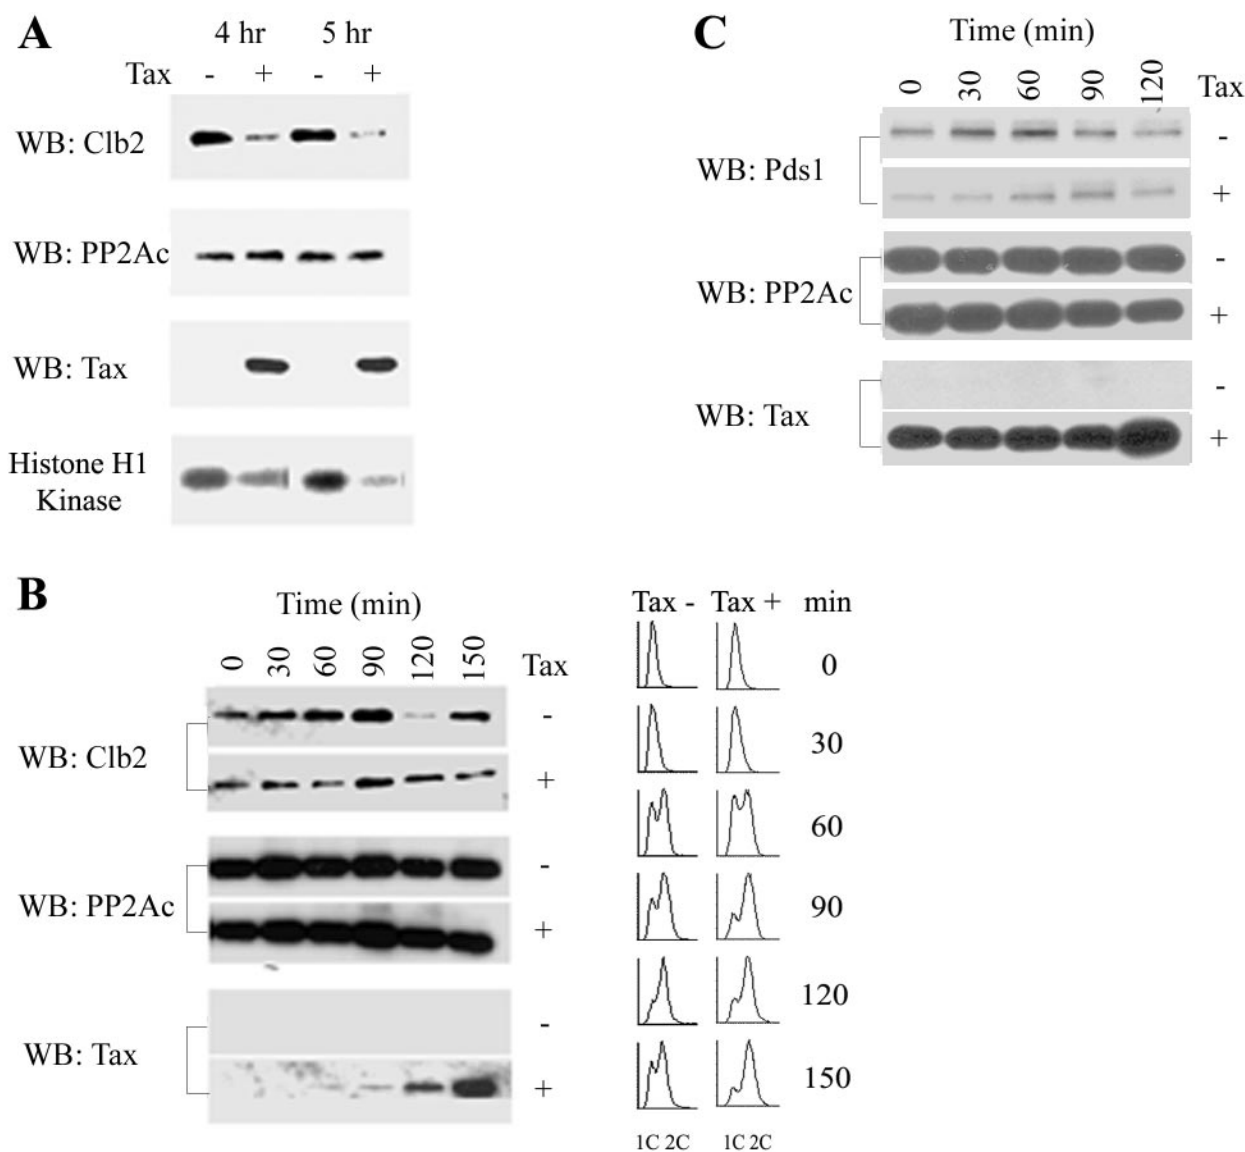 A
4 hr 5 hr
Tax - + - +
WB: Clb2
WB: PP2Ac
WB: Tax
Histone H1
Kinase
C
Time (min)
0 30 60 90 120 Tax
WB: Pds1
-
+
WB: PP2Ac
-
+
WB: Tax
-
+
B
Time (min)
0 30 60 90 120 150 Tax
WB: Clb2
-
+
WB: PP2Ac
-
+
WB: Tax
-
+
Tax - Tax + min
0
30
60
90
120
150
1C 2C 1C 2C